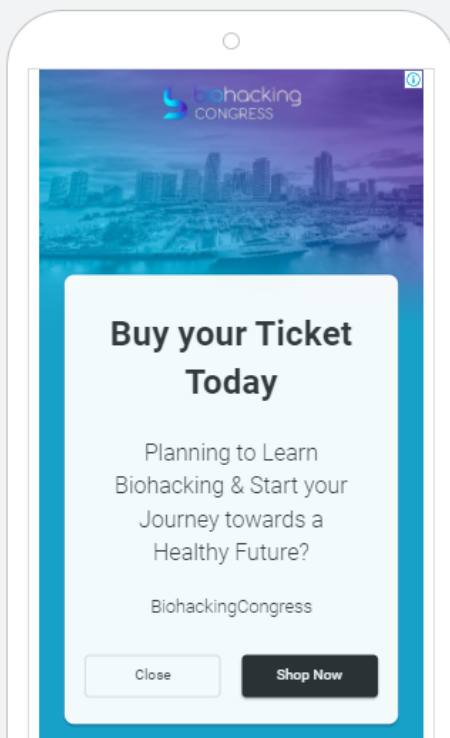 biohacking
CONGRESS
Buy your Ticket
Today
Planning to Learn
Biohacking & Start your
Journey towards a
Healthy Future?
BiohackingCongress
Close
Shop Now